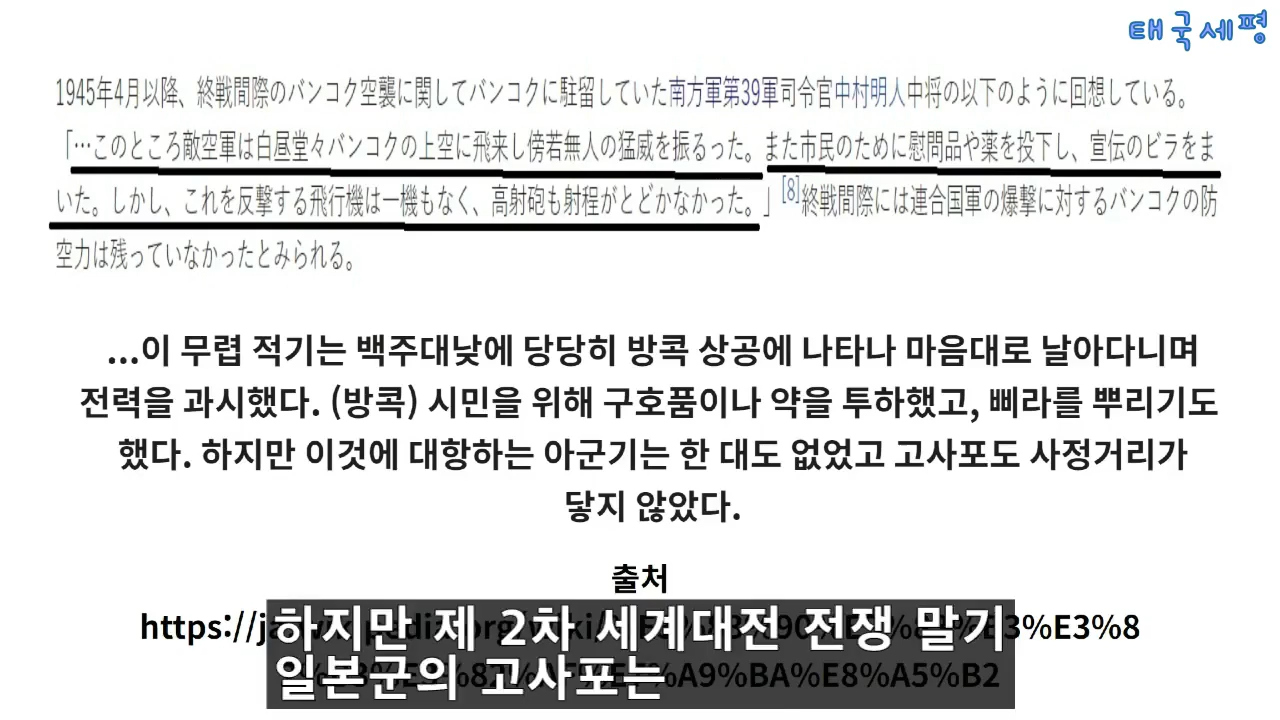 태국세평
1945年4月以降、終戦間際のバンコク空襲に関してバンコクに駐留していた南方軍第39軍司令官中村明人中将の以下のように回想している。
「…このところ敵空軍は白昼堂々バンコクの上空に飛来し傍若無人の猛威を振るった。また市民のために慰問品や薬を投下し、宣伝のビラをま
いた。しかし、これを反撃する飛行機は一機もなく、高射砲も射程がとどかなかった。」[8]終戦間際には連合国軍の爆撃に対するバンコクの防
空力は残っていなかったとみられる。
...이 무렵 적기는 백주대낮에 당당히 방콕 상공에 나타나 마음대로 날아다니며
전력을 과시했다. (방콕) 시민을 위해 구호품이나 약을 투하했고, 삐라를 뿌리기도
했다. 하지만 이것에 대항하는 아군기는 한 대도 없었고 고사포도 사정거리가
닿지 않았다.
출처
https://ja 3%E3%8
%A9%BA%E8%A5%B2
하지만 제 2차 세계대전 전쟁 말기
일본군의 고사포는